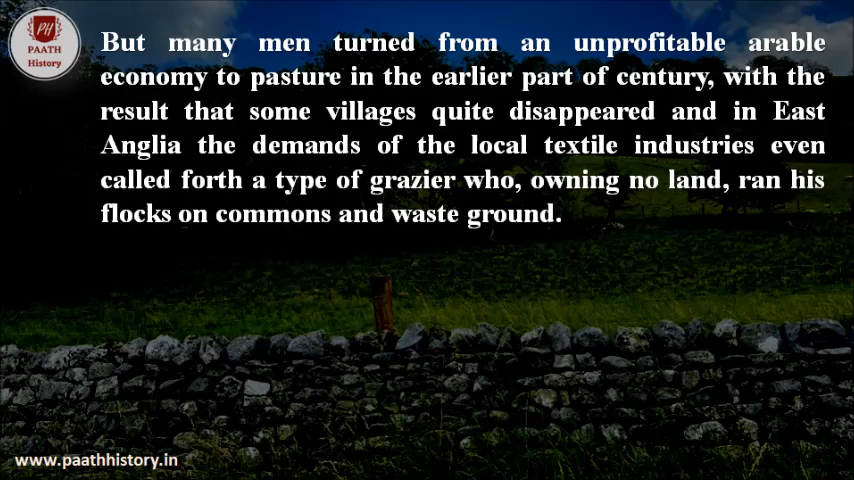 PH
PAATH
History
But many men turned from an unprofitable arable
economy to pasture in the earlier part of century, with the
result that some villages quite disappeared and in East
Anglia the demands of the local textile industries even
called forth a type of grazier who, owning no land, ran his
flocks on commons and waste ground.
www.paathhistory.in